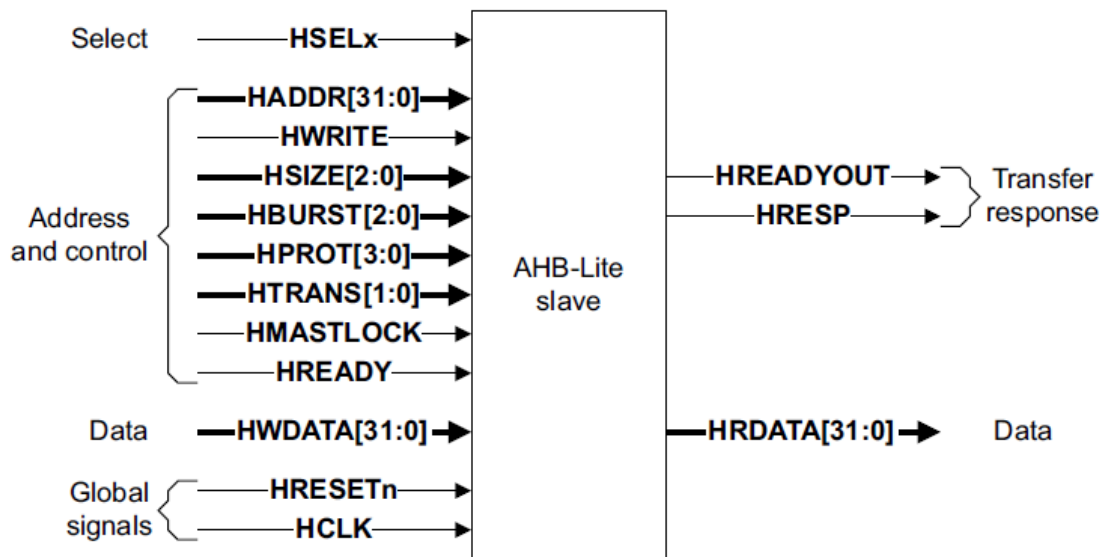 Select
HSELx
HADDR[31:0]
HWRITE
HSIZE[2:0]
HBURST[2:0]
HPROT[3:0]
HTRANS[1:0]
HMASTLOCK
HREADY
Address
and control
Data
HWDATA[31:0]
Global
signals
HRESETn
HCLK
AHB-Lite
slave
HREADYOUT
HRESP
Transfer
response
HRDATA[31:0]
Data